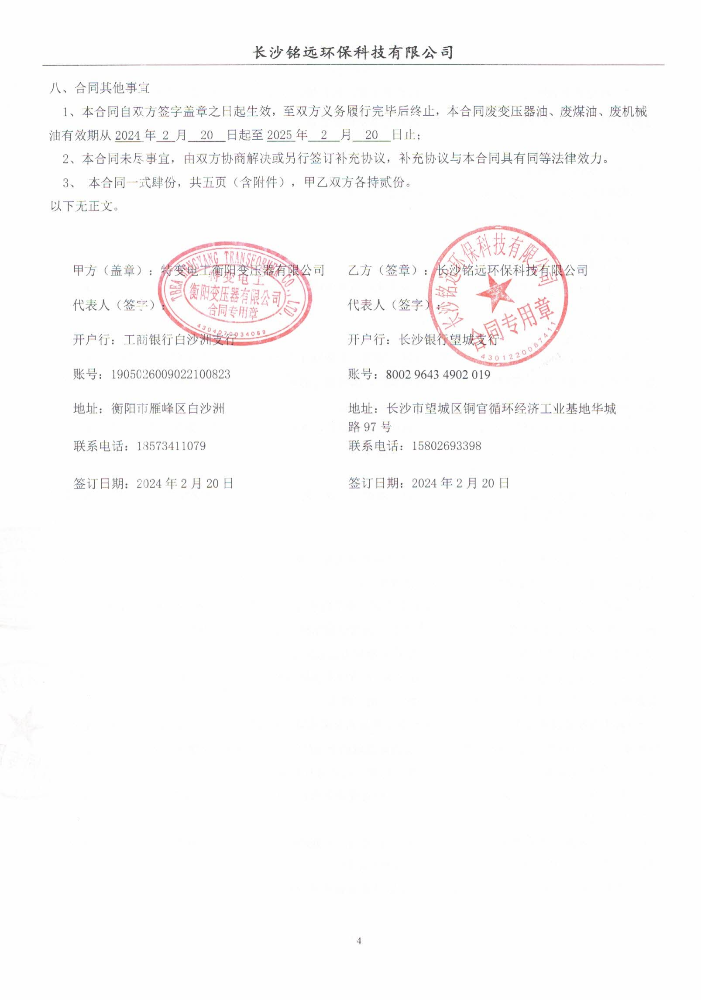 长沙铭远环保科技有限公司
八、合同其他事宜
1、本合同自双方签字盖章之日起生效，至双方义务履行完毕后终止，本合同废变压器油、废煤油、废机械
油有效期从 2024 年 2 月 20 日起至 2025 年 2 月 20 日止；
2、本合同未尽事宜，由双方协商解决或另行签订补充协议，补充协议与本合同具有同等法律效力。
3、 本合同一式肆份，共五页（含附件），甲乙双方各持贰份。
以下无正文。
甲方（盖章）：特变电工衡阳变压器有限公司
代表人（签字）：
开户行：工商银行白沙洲支行
账号：1905026009022100823
地址：衡阳市雁峰区白沙洲
联系电话：18573411079
签订日期：2024 年 2 月 20 日
TBEA HENGYANG TRANSFORMER CO.,LTD.
特变电工
衡阳变压器有限公司
合同专用章
4304070034069
乙方（签章）：长沙铭远环保科技有限公司
代表人（签字）：
开户行：长沙银行望城支行
账号：8002 9643 4902 019
地址：长沙市望城区铜官循环经济工业基地华城
路 97 号
联系电话：15802693398
签订日期：2024 年 2 月 20 日
长沙铭远环保科技有限公司
合同专用章
4301220087411
4